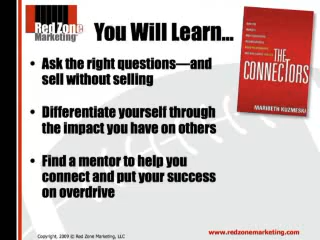 Red Zone
Marketing™
You Will Learn...
• Ask the right questions—and
sell without selling
• Differentiate yourself through
the impact you have on others
• Find a mentor to help you
connect and put your success
on overdrive
THE
CONNECTORS
MARIBETH KUZMESKI
Copyright, 2009 © Red Zone Marketing, LLC
www.redzonemarketing.com